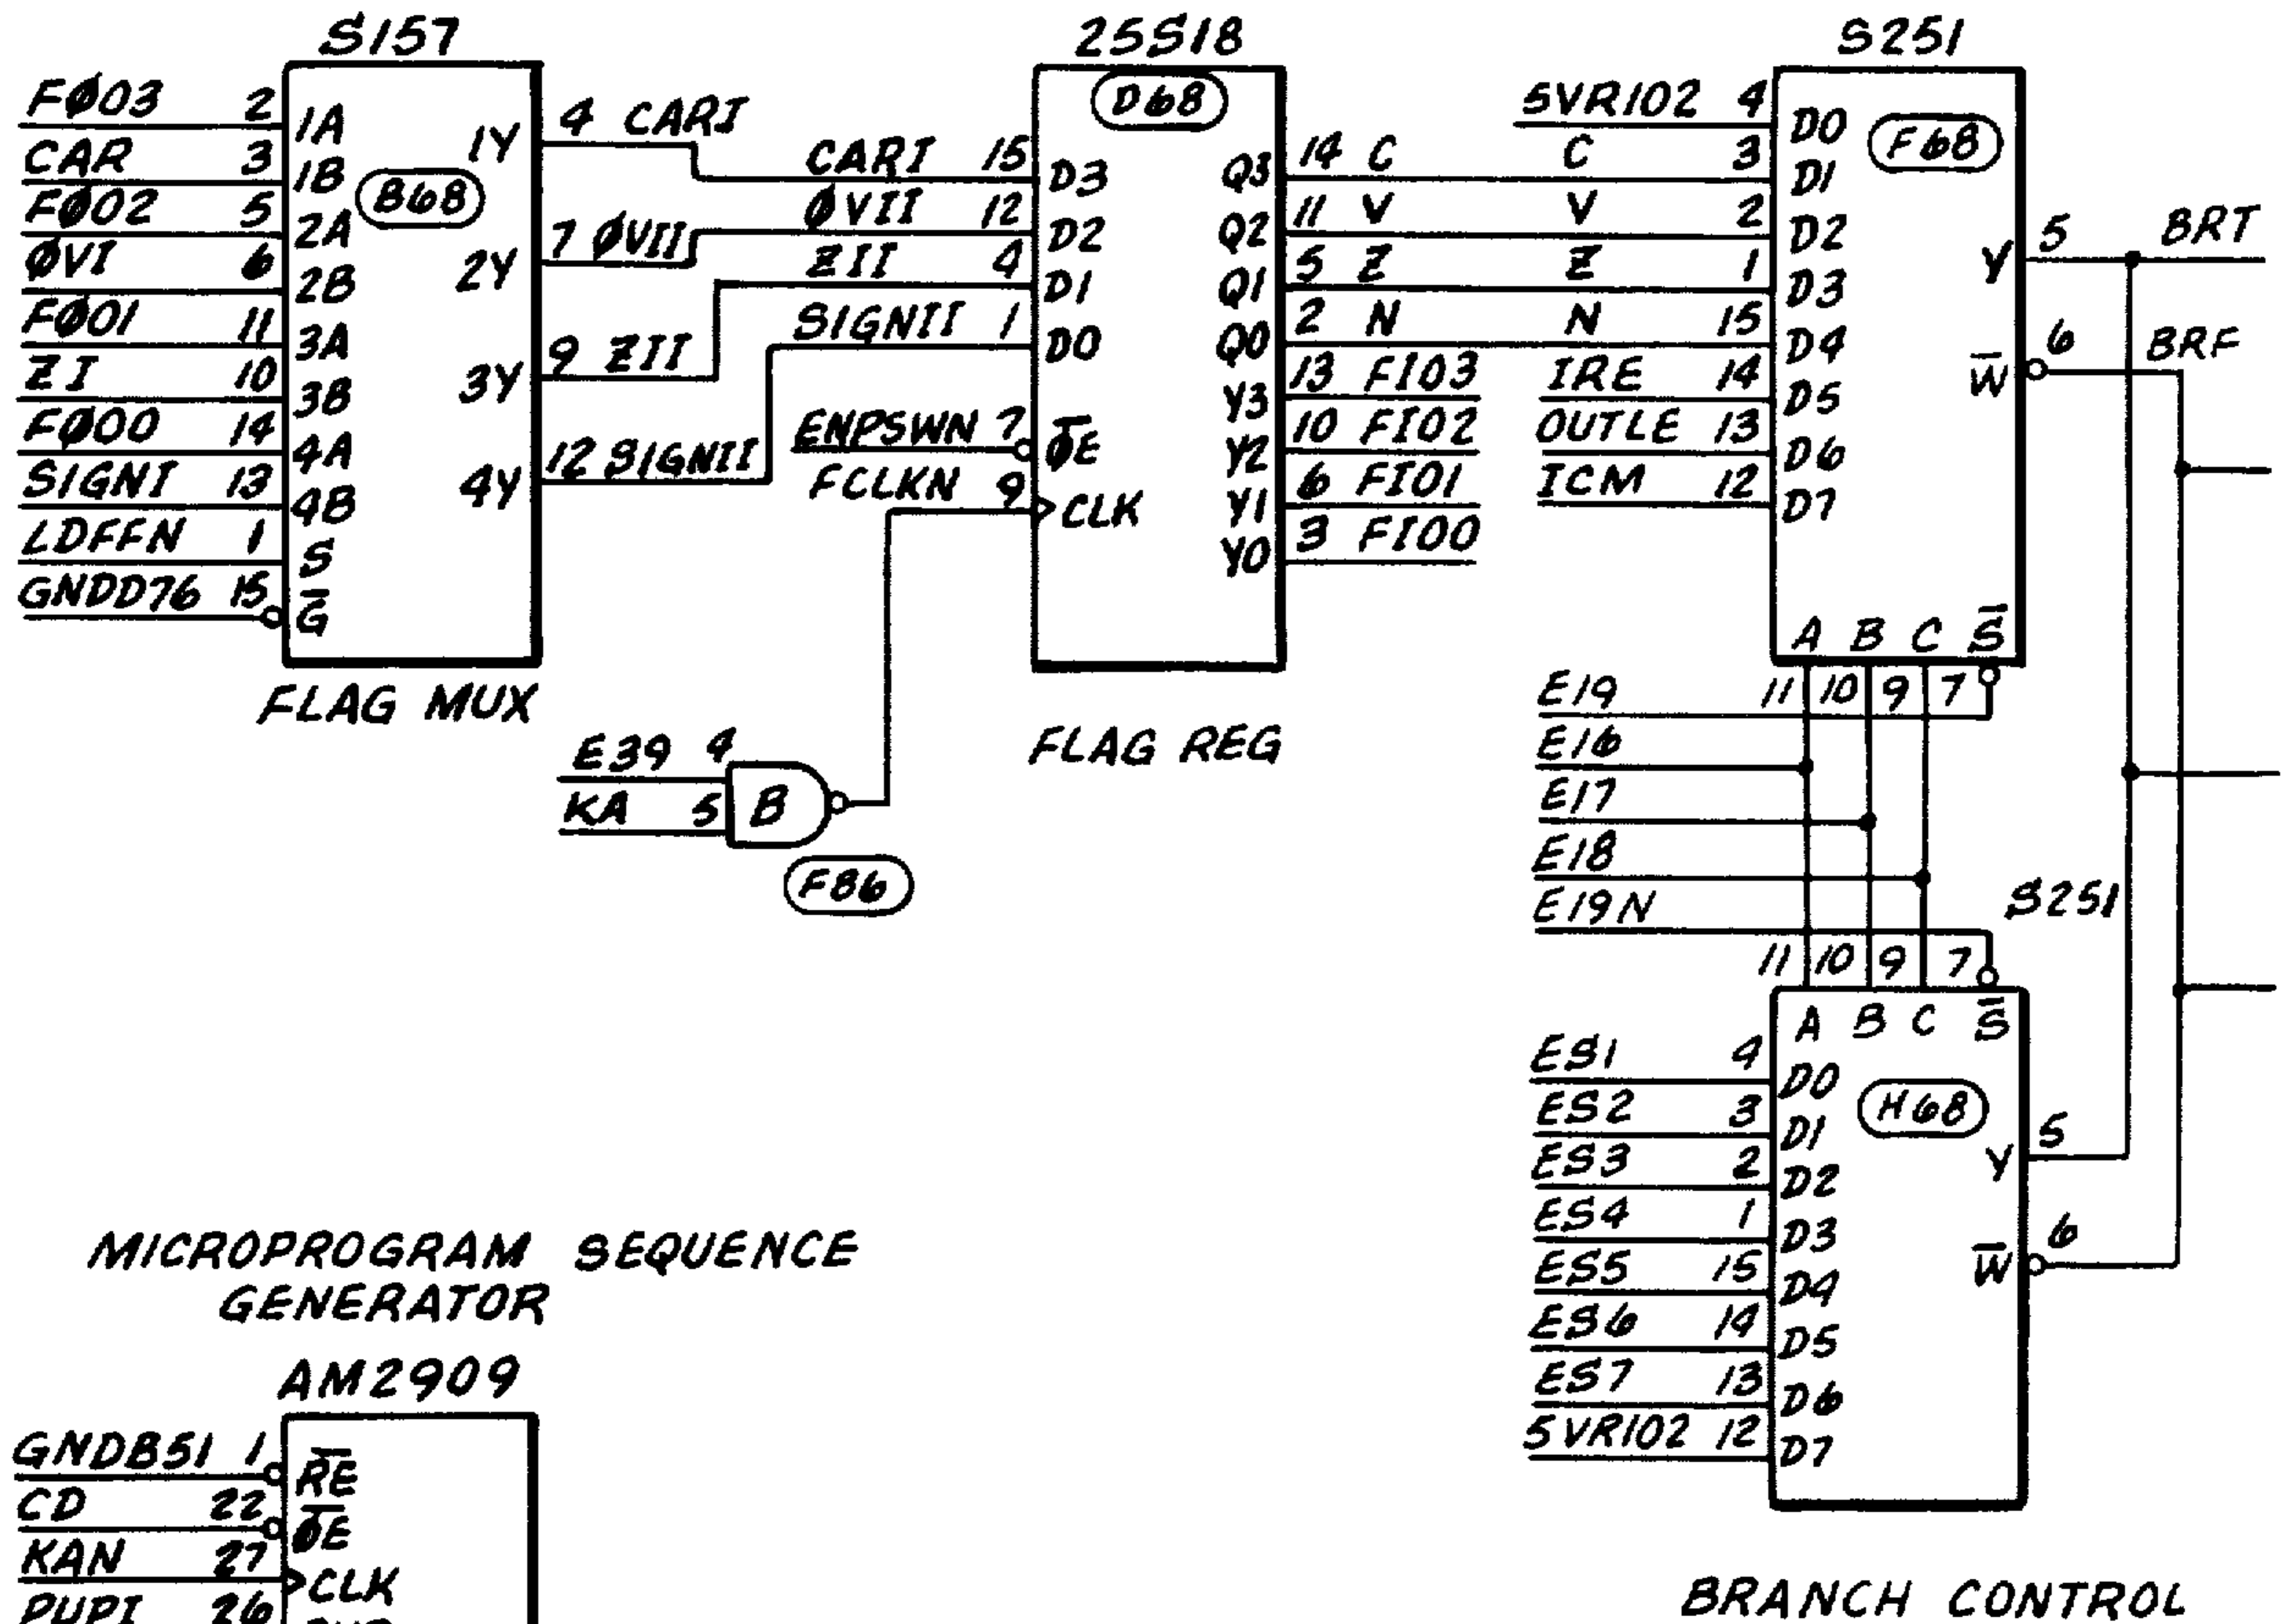 S157
FØ03 2
CAR 3
FØ02 5
ØVI 6
FØ01 11
ZI 10
FØ00 14
SIGNI 13
LDFFN 1
GNDD76 15
1A
1B
2A
2B
3A
3B
4A
4B
S
G̅
B68
1Y
2Y
3Y
4Y
4 CARI
7 ØVII
9 ZII
12 SIGNII
FLAG MUX
25S18
D68
CARI 15
ØVII 12
ZII 4
SIGNII 1
ENPSWN 7
FCLKN 9
D3
D2
D1
D0
Ø̅E̅
CLK
Q3
Q2
Q1
Q0
Y3
Y2
Y1
Y0
14 C
11 V
5 Z
2 N
13 FI03
10 FI02
6 FI01
3 FI00
FLAG REG
E39 4
KA 5
B
F86
S251
5VR102 4
C 3
V 2
Z 1
N 15
IRE 14
OUTLE 13
ICM 12
D0
D1
D2
D3
D4
D5
D6
D7
F68
Y
W̅
5 BRT
6 BRF
A B C S̅
11 10 9 7
E19
E16
E17
E18
E19N
S251
11 10 9 7
A B C S̅
ES1 4
ES2 3
ES3 2
ES4 1
ES5 15
ES6 14
ES7 13
5VR102 12
D0
D1
D2
D3
D4
D5
D6
D7
H68
Y
W̅
5
6
BRANCH CONTROL
MICROPROGRAM SEQUENCE
GENERATOR
AM2909
GNDB51 1
CD 22
KAN 27
PUPI 26
R̅E̅
Ø̅E̅
CLK